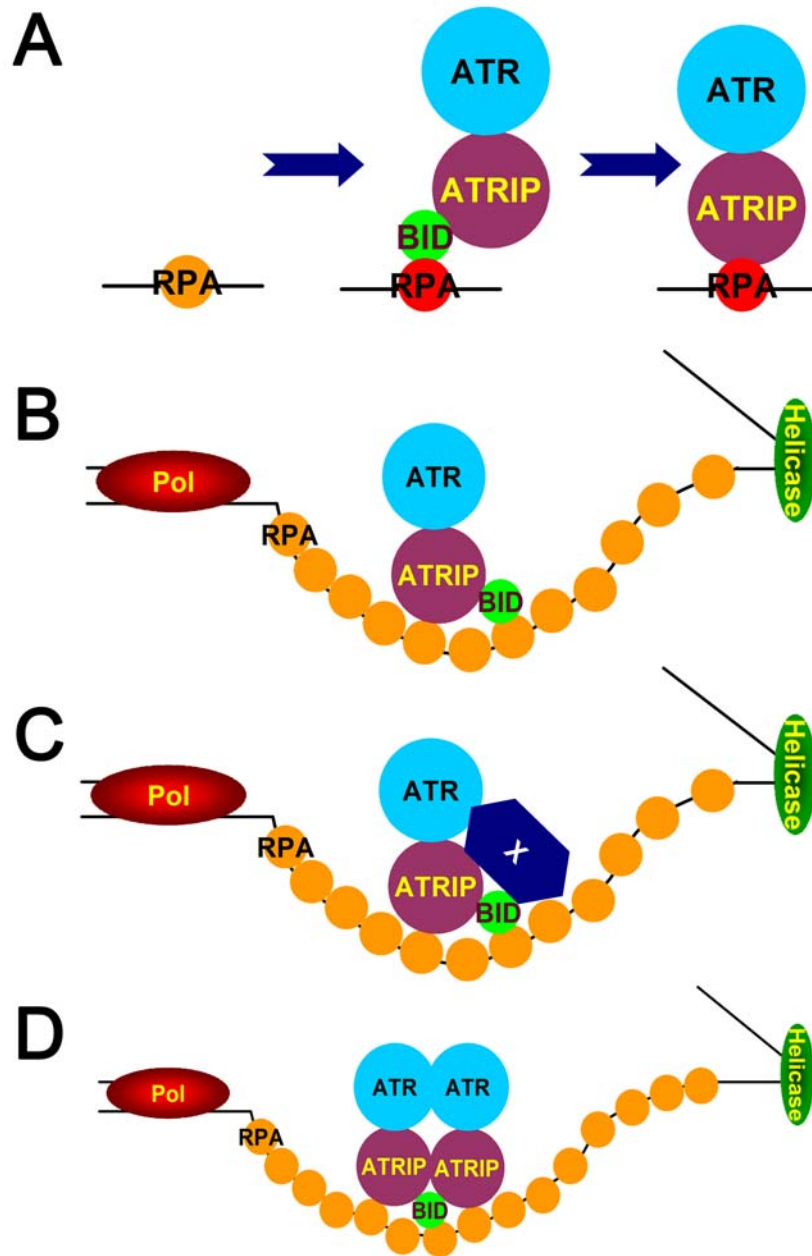 A
ATR
ATR
ATRIP
ATRIP
BID
RPA
RPA
RPA
B
Helicase
Pol
ATR
RPA
ATRIP
BID
C
Helicase
Pol
ATR
X
RPA
ATRIP
BID
D
Helicase
Pol
ATR ATR
RPA
ATRIP ATRIP
BID